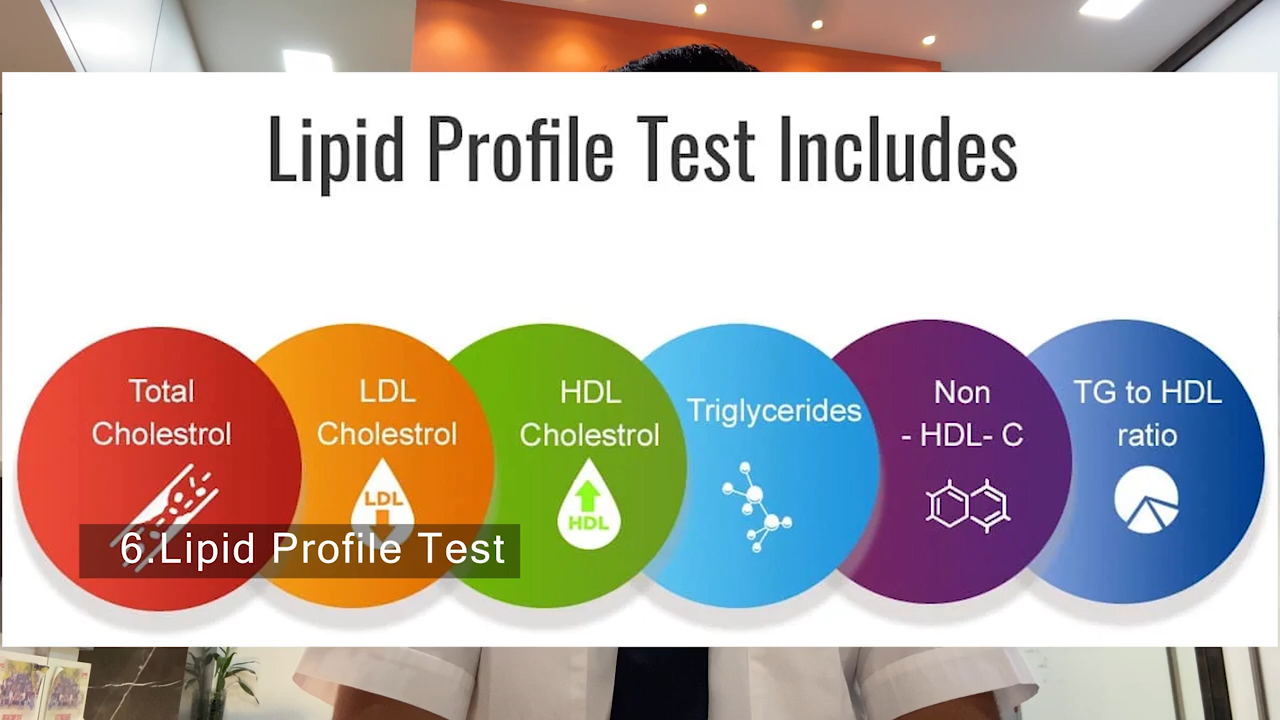 Lipid Profile Test Includes
Total
Cholestrol
LDL
Cholestrol
HDL
Cholestrol
Triglycerides
Non
- HDL- C
TG to HDL
ratio
LDL
HDL
6.Lipid Profile Test